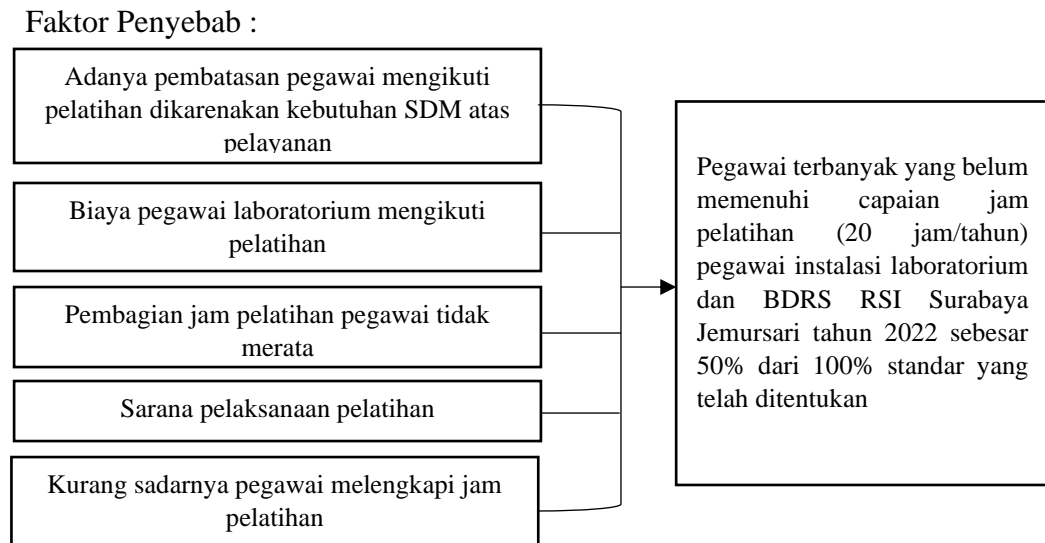 Faktor Penyebab :
Adanya pembatasan pegawai mengikuti
pelatihan dikarenakan kebutuhan SDM atas
pelayanan
Biaya pegawai laboratorium mengikuti
pelatihan
Pembagian jam pelatihan pegawai tidak
merata
Sarana pelaksanaan pelatihan
Kurang sadarnya pegawai melengkapi jam
pelatihan
Pegawai terbanyak yang belum
memenuhi capaian jam
pelatihan (20 jam/tahun)
pegawai instalasi laboratorium
dan BDRS RSI Surabaya
Jemursari tahun 2022 sebesar
50% dari 100% standar yang
telah ditentukan